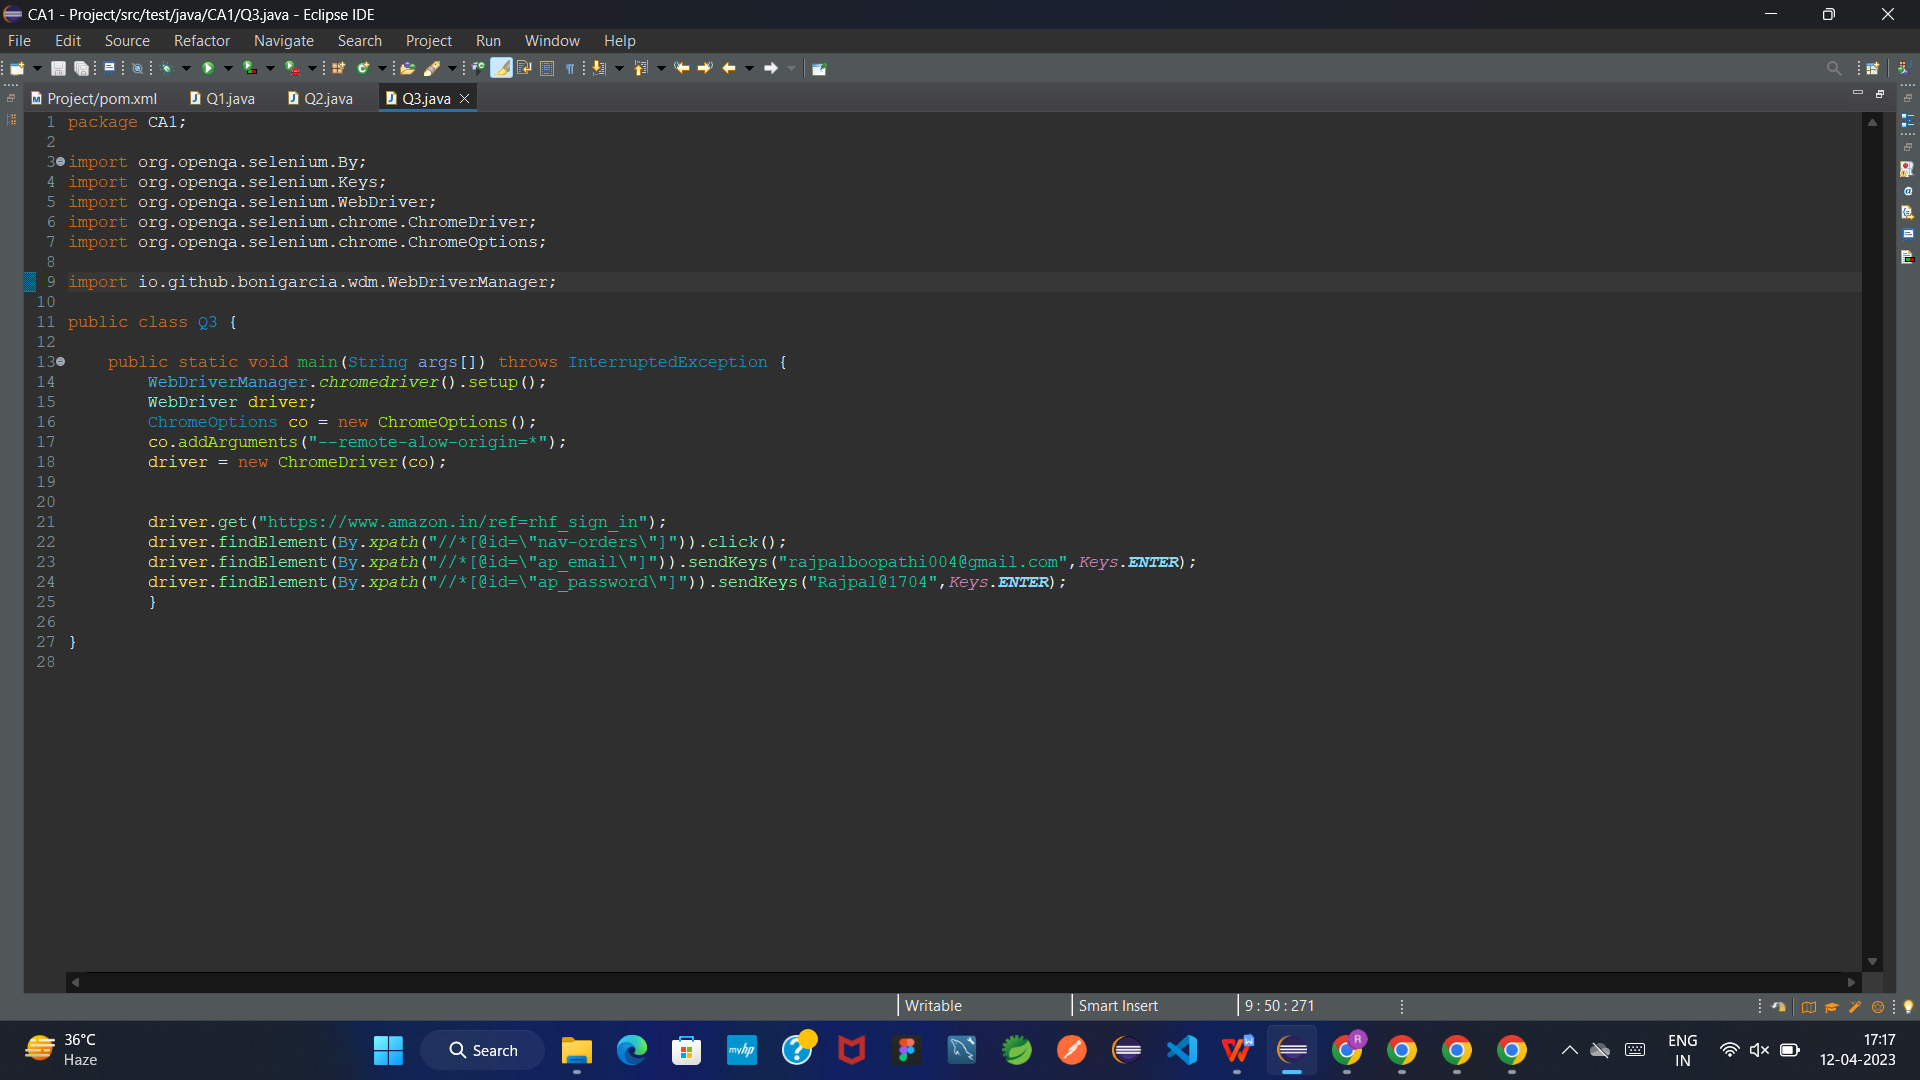 CA1 - Project/src/test/java/CA1/Q3.java - Eclipse IDE
File Edit Source Refactor Navigate Search Project Run Window Help
Project/pom.xml Q1.java Q2.java Q3.java
1 package CA1;
2
3 import org.openqa.selenium.By;
4 import org.openqa.selenium.Keys;
5 import org.openqa.selenium.WebDriver;
6 import org.openqa.selenium.chrome.ChromeDriver;
7 import org.openqa.selenium.chrome.ChromeOptions;
8
9 import io.github.bonigarcia.wdm.WebDriverManager;
10
11 public class Q3 {
12
13 public static void main(String args[]) throws InterruptedException {
14 WebDriverManager.chromedriver().setup();
15 WebDriver driver;
16 ChromeOptions co = new ChromeOptions();
17 co.addArguments("--remote-alow-origin=*");
18 driver = new ChromeDriver(co);
19
20
21 driver.get("https://www.amazon.in/ref=rhf_sign_in");
22 driver.findElement(By.xpath("//*[@id=\"nav-orders\"]")).click();
23 driver.findElement(By.xpath("//*[@id=\"ap_email\"]")).sendKeys("rajpalboopathi004@gmail.com",Keys.ENTER);
24 driver.findElement(By.xpath("//*[@id=\"ap_password\"]")).sendKeys("Rajpal@1704",Keys.ENTER);
25 }
26
27 }
28
Writable Smart Insert 9 : 50 : 271
36°C
Haze
Search
myhp
R
W
ENG
IN
17:17
12-04-2023